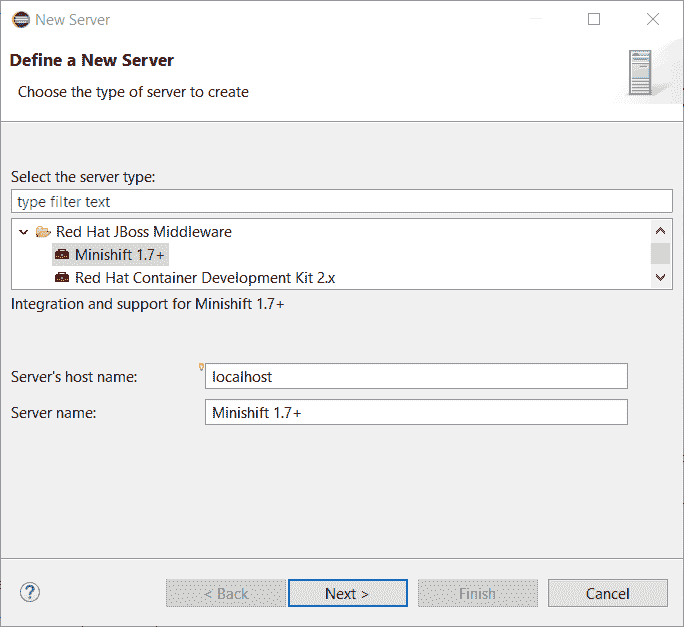 New Server
Define a New Server
Choose the type of server to create
Select the server type:
type filter text
Red Hat JBoss Middleware
Minishift 1.7+
Red Hat Container Development Kit 2.x
Integration and support for Minishift 1.7+
Server's host name: localhost
Server name: Minishift 1.7+
? < Back Next > Finish Cancel